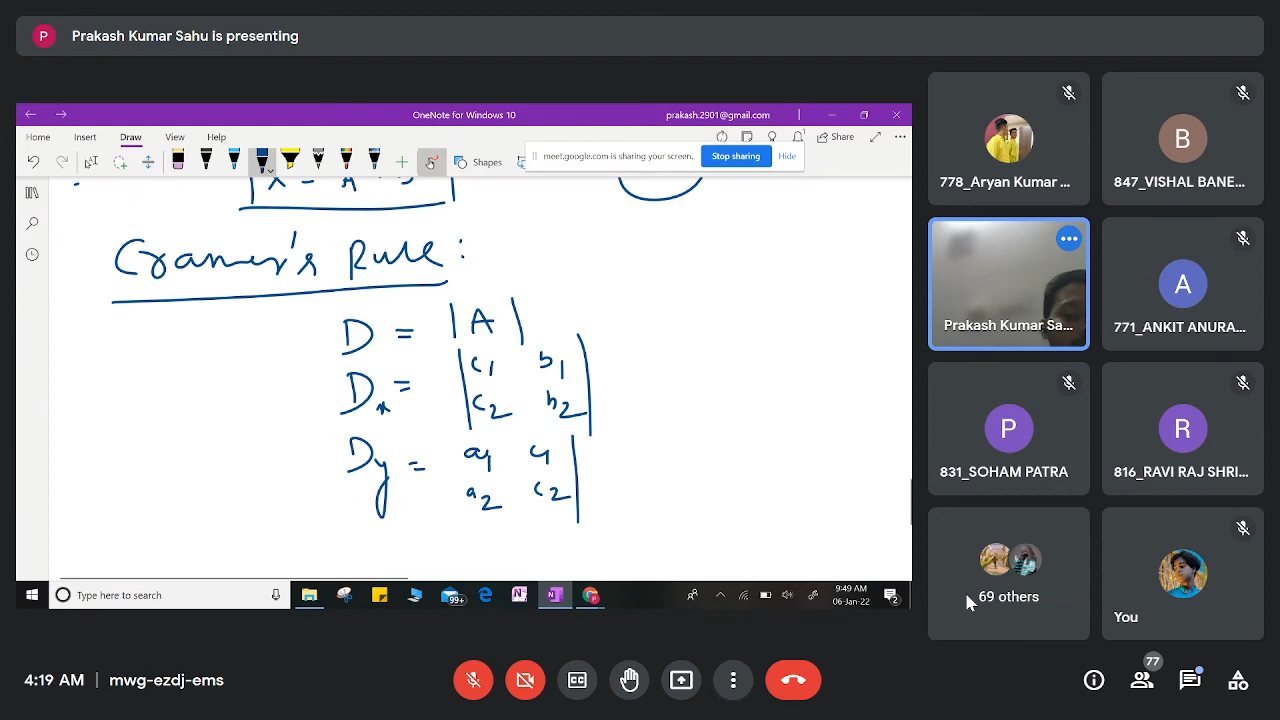 P Prakash Kumar Sahu is presenting
OneNote for Windows 10
prakash.2901@gmail.com
Home Insert Draw View Help
Share
Shapes
meet.google.com is sharing your screen. Stop sharing Hide
Cramer's Rule :
D = |A|
Dx = | c1 b1
c2 b2 |
Dy = a1 c1
a2 c2 |
Type here to search
99+
9:49 AM
06-Jan-22
2
778_Aryan Kumar ...
B
847_VISHAL BANE...
Prakash Kumar Sa...
A
771_ANKIT ANURA...
P
831_SOHAM PATRA
R
816_RAVI RAJ SHRI...
69 others
You
4:19 AM | mwg-ezdj-ems
CC
77